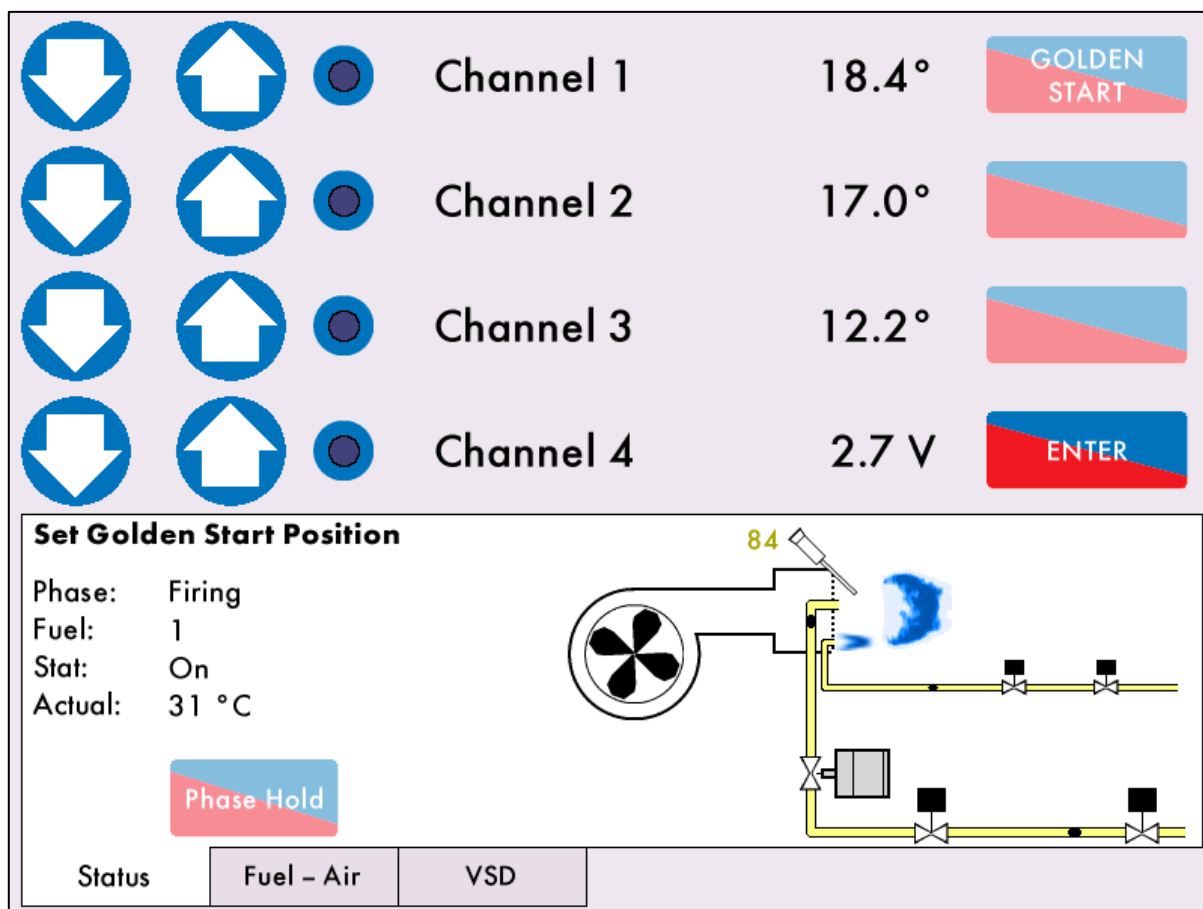 Channel 1 18.4° GOLDEN START
Channel 2 17.0°
Channel 3 12.2°
Channel 4 2.7 V ENTER
Set Golden Start Position
84
Phase: Firing
Fuel: 1
Stat: On
Actual: 31 °C
Phase Hold
Status Fuel – Air VSD